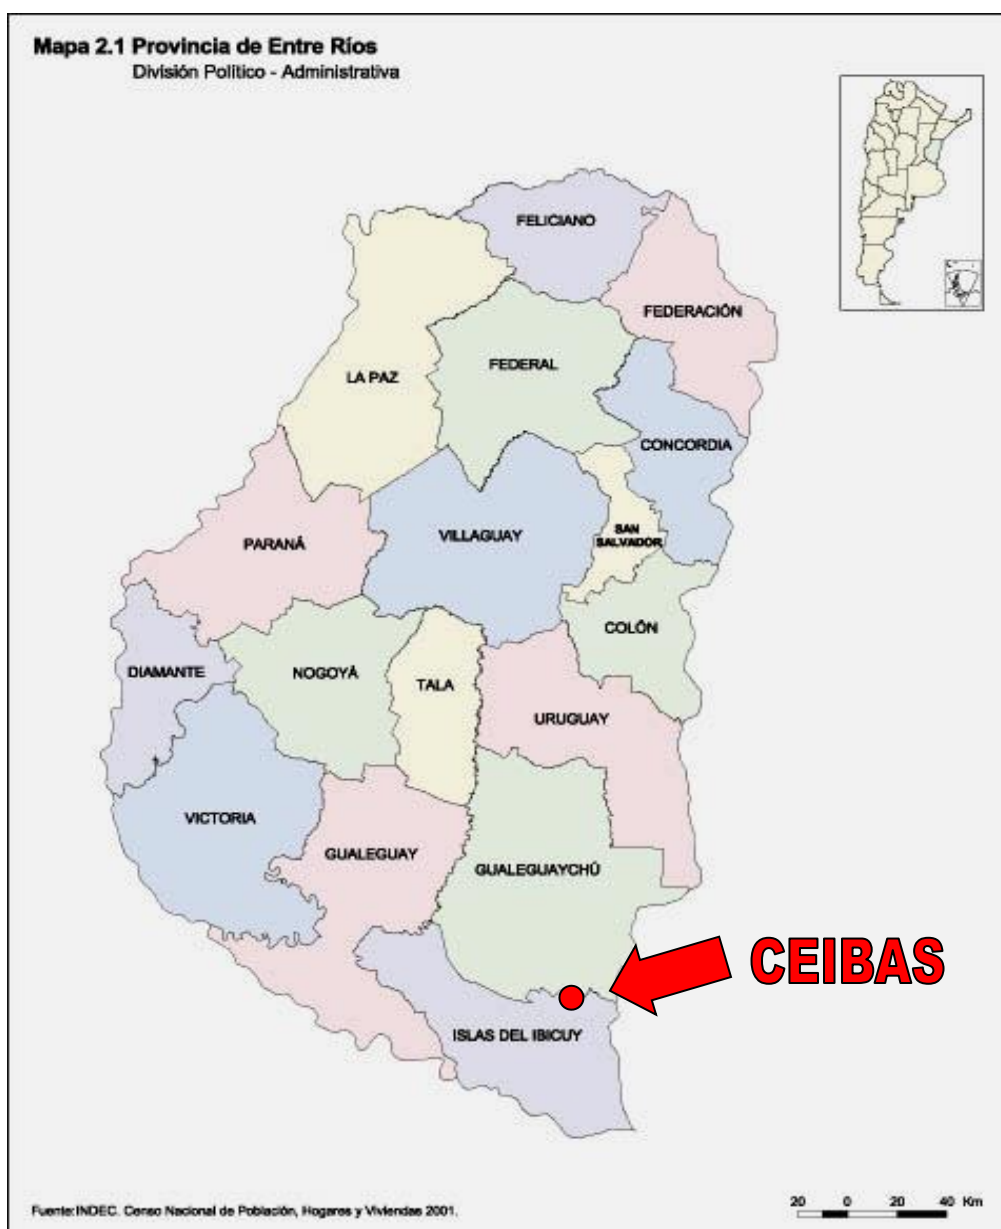 Mapa 2.1 Provincia de Entre Ríos
División Político - Administrativa
FELICIANO
FEDERACIÓN
FEDERAL
LA PAZ
CONCORDIA
SAN
SALVADOR
VILLAGUAY
PARANÁ
COLÓN
DIAMANTE
NOGOYÁ
TALA
URUGUAY
VICTORIA
GUALEGUAY
GUALEGUAYCHÚ
CEIBAS
ISLAS DEL IBICUY
Fuente:INDEC. Censo Nacional de Población, Hogares y Viviendas 2001.
20 0 20 40 Km